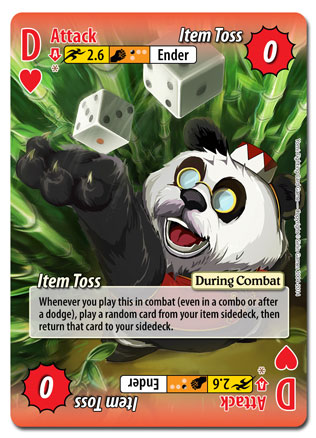 D Attack Item Toss 0
2.6 Ender
Item Toss During Combat
Whenever you play this in combat (even in a combo or after
a dodge), play a random card from your item sidedeck, then
return that card to your sidedeck.
0 Item Toss
Ender 2.6 Attack D